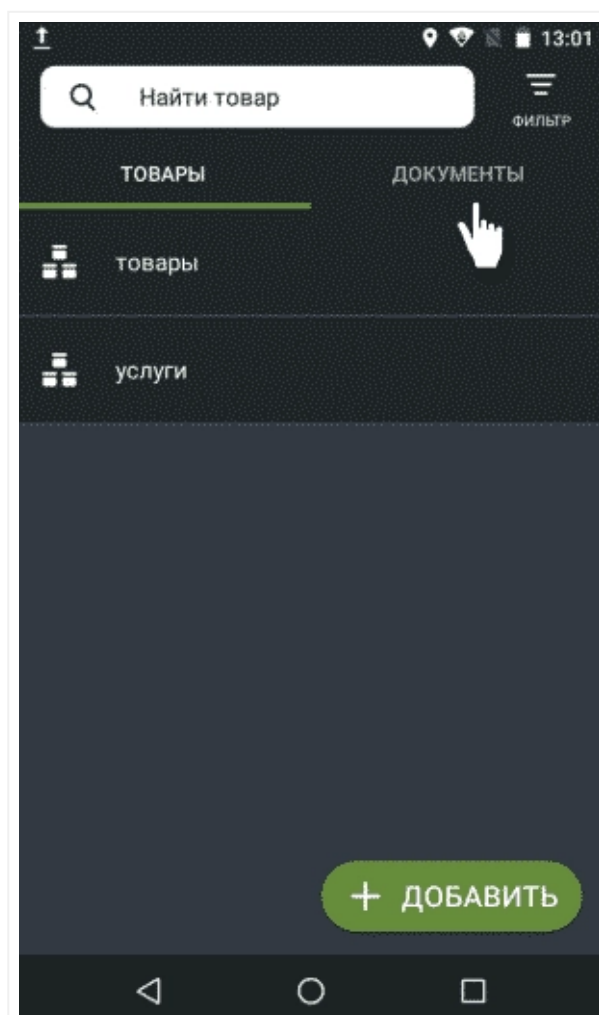 13:01
Найти товар
ФИЛЬТР
ТОВАРЫ
ДОКУМЕНТЫ
товары
услуги
+ ДОБАВИТЬ